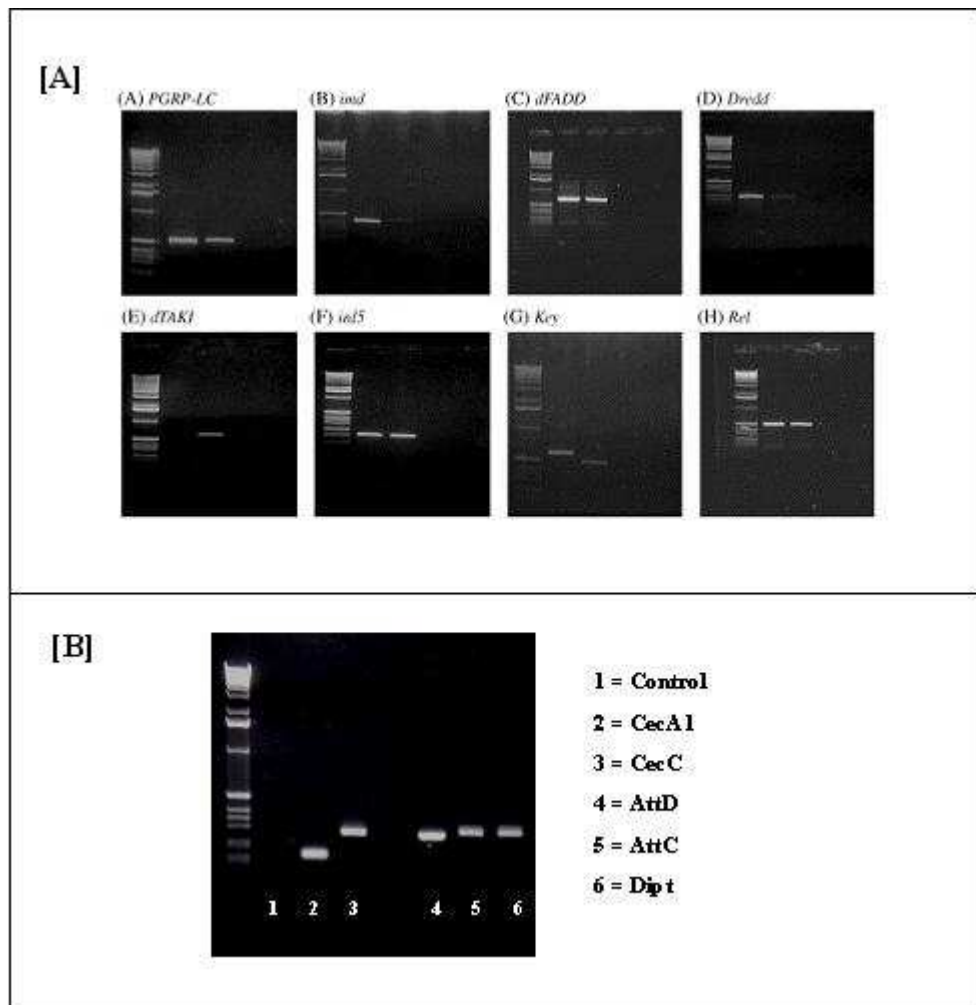 [A]
(A) PGRP-LC
(B) imd
(C) dFADD
(D) Dredd
(E) dTAK1
(F) ird5
(G) Key
(H) Rel
[B]
1 = Control
2 = CecA1
3 = CecC
4 = AttD
5 = AttC
6 = Dipt
1 2 3 4 5 6